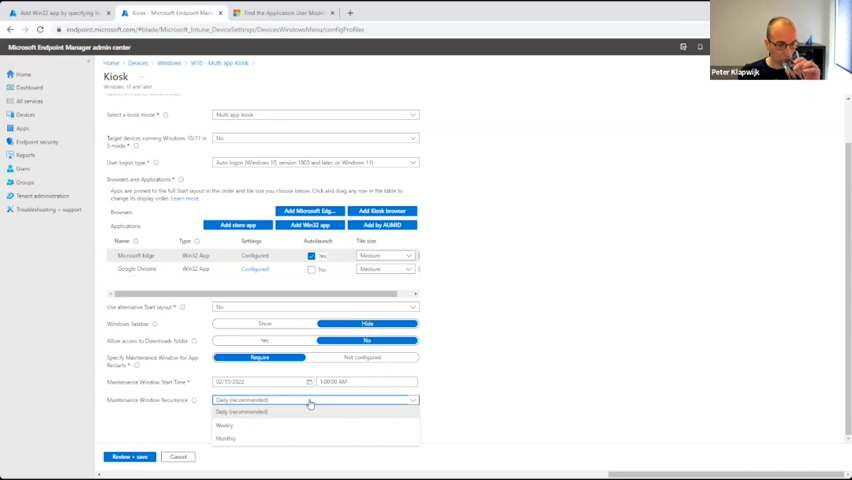 Add Win32 app by specifying lo
Kiosk - Microsoft Endpoint Man
Find the Application User Model
endpoint.microsoft.com/#blade/Microsoft_Intune_DeviceSettings/DevicesWindowsMenu/configProfiles
Peter Klapwijk
Microsoft Endpoint Manager admin center
Home
Dashboard
All services
Devices
Apps
Endpoint security
Reports
Users
Groups
Tenant administration
Troubleshooting + support
Home > Devices > Windows > W10 - Multi app Kiosk >
Kiosk ...
Windows 10 and later
Select a kiosk mode * Multi app kiosk
Target devices running Windows 10/11 in S mode * No
User logon type * Auto logon (Windows 10, version 1803 and later, or Windows 11)
Browsers and Applications *
Apps are pinned to the full Start layout in the order and tile size you choose below. Click and drag any row in the table
to change its display order. Learn more.
Browsers Add Microsoft Edg... Add Kiosk browser
Applications Add store app Add Win32 app Add by AUMID
Name Type Settings Autolaunch Tile size
Microsoft Edge Win32 App Configured Yes Medium
Google Chrome Win32 App Configured No Medium
Use alternative Start layout * No
Windows Taskbar Show Hide
Allow access to Downloads folder Yes No
Specify Maintenance Window for App Restarts * Require Not configured
Maintenance Window Start Time * 02/15/2022 1:00:00 AM
Maintenance Window Recurrence Daily (recommended)
Daily (recommended)
Weekly
Monthly
Review + save Cancel